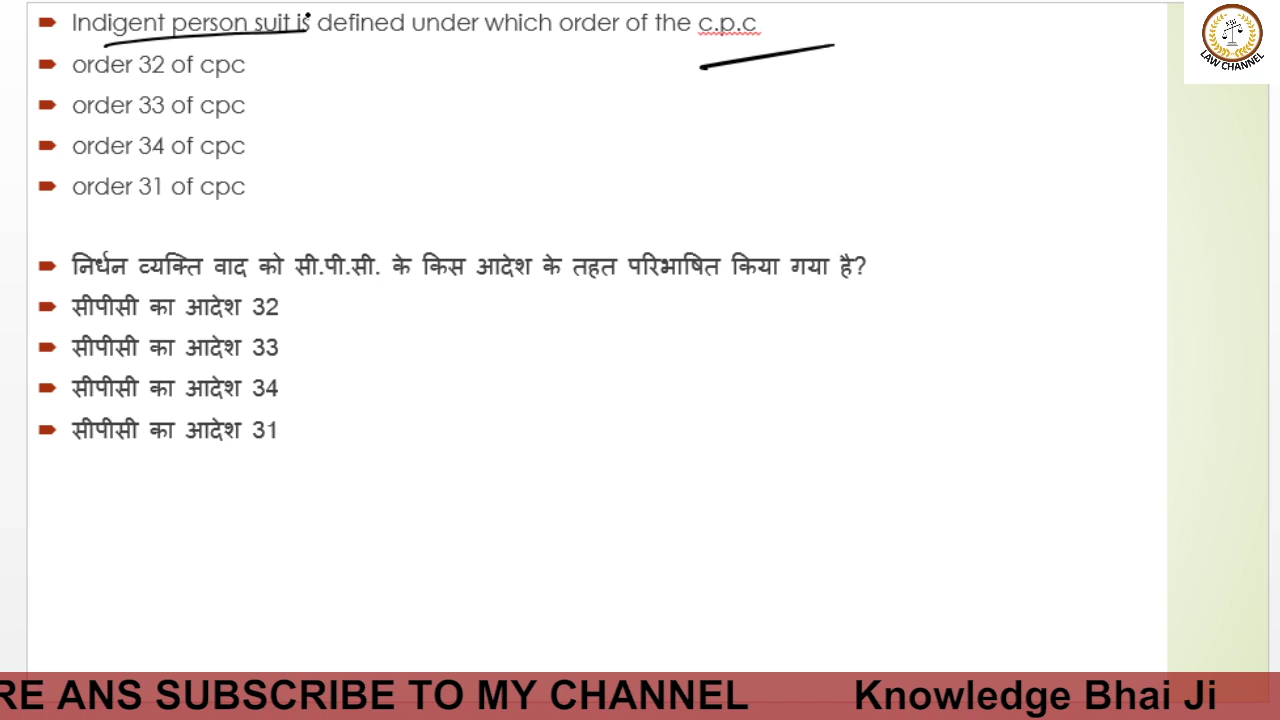 Indigent person suit is defined under which order of the c.p.c
order 32 of cpc
order 33 of cpc
order 34 of cpc
order 31 of cpc
निर्धन व्यक्ति वाद को सी.पी.सी. के किस आदेश के तहत परिभाषित किया गया है?
सीपीसी का आदेश 32
सीपीसी का आदेश 33
सीपीसी का आदेश 34
सीपीसी का आदेश 31
LAW CHANNEL
RE ANS SUBSCRIBE TO MY CHANNEL Knowledge Bhai Ji